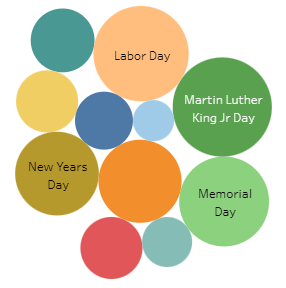 Labor Day
Martin Luther
King Jr Day
New Years
Day
Memorial
Day